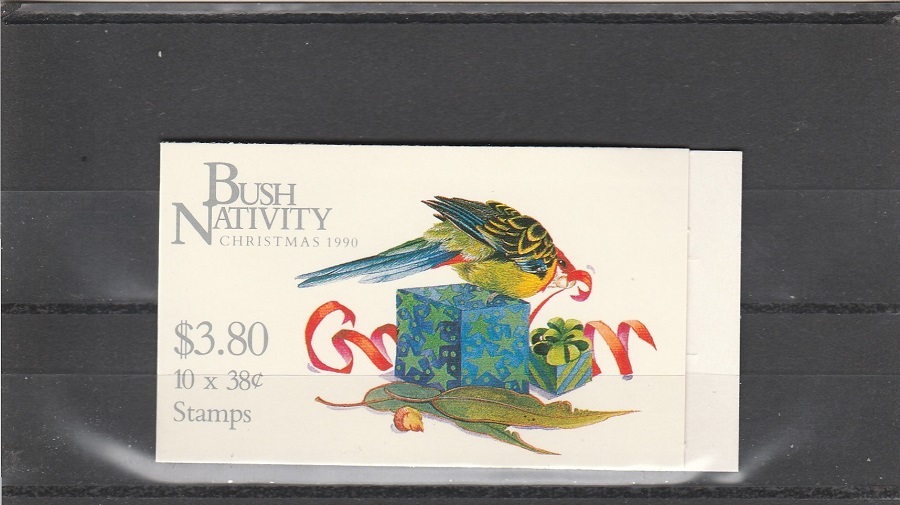 BUSH
NATIVITY
CHRISTMAS 1990
$3.80
10 x 38¢
Stamps